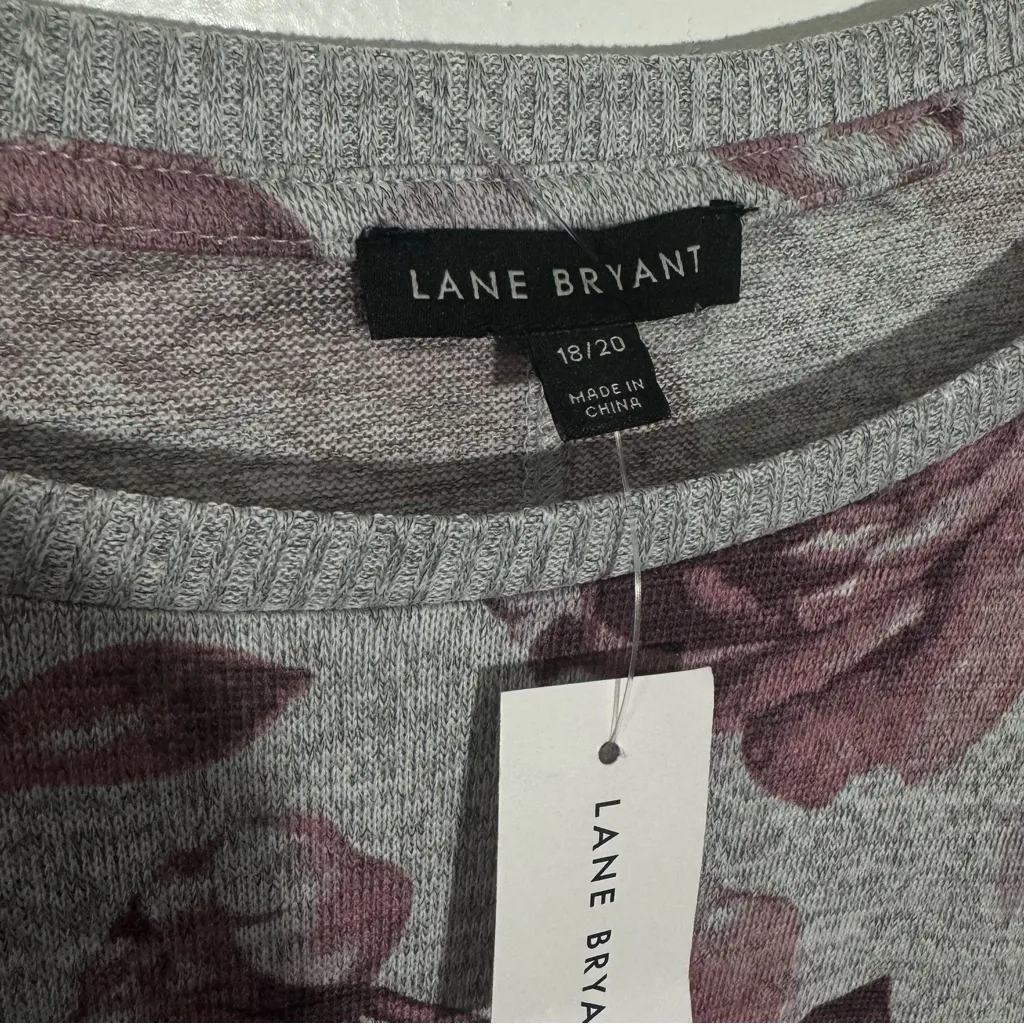 LANE BRYANT
18/20
MADE IN
CHINA
LANE BRYA